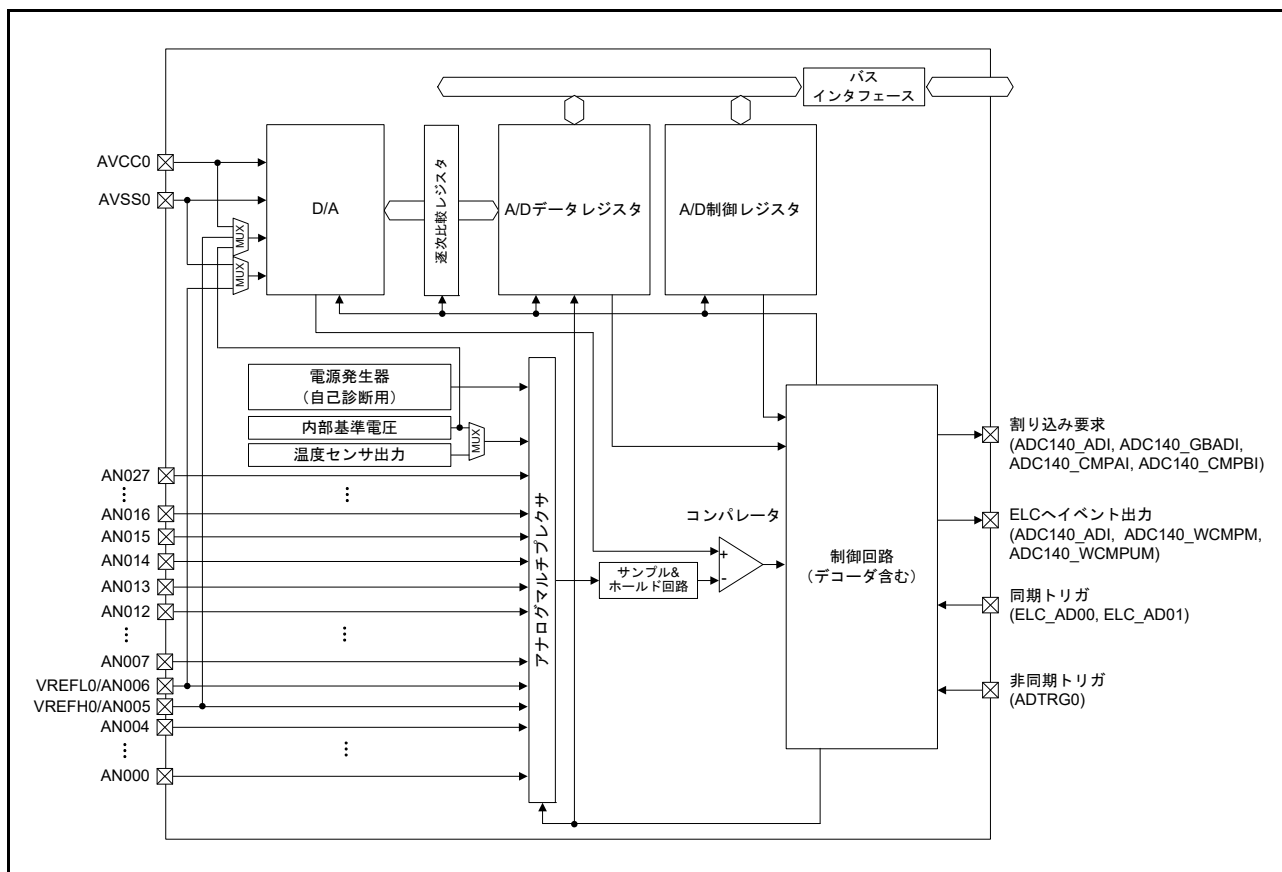 バス
インタフェース
AVCC0
AVSS0
MUX
MUX
D/A
逐次比較レジスタ
A/Dデータレジスタ
A/D制御レジスタ
電源発生器
（自己診断用）
内部基準電圧
温度センサ出力
MUX
AN027
AN016
AN015
AN014
AN013
AN012
AN007
VREFL0/AN006
VREFH0/AN005
AN004
AN000
アナログマルチプレクサ
サンプル&
ホールド回路
コンパレータ
+
-
制御回路
（デコーダ含む）
割り込み要求
(ADC140_ADI, ADC140_GBADI,
ADC140_CMPAI, ADC140_CMPBI)
ELCへイベント出力
(ADC140_ADI, ADC140_WCMPM,
ADC140_WCMPUM)
同期トリガ
(ELC_AD00, ELC_AD01)
非同期トリガ
(ADTRG0)